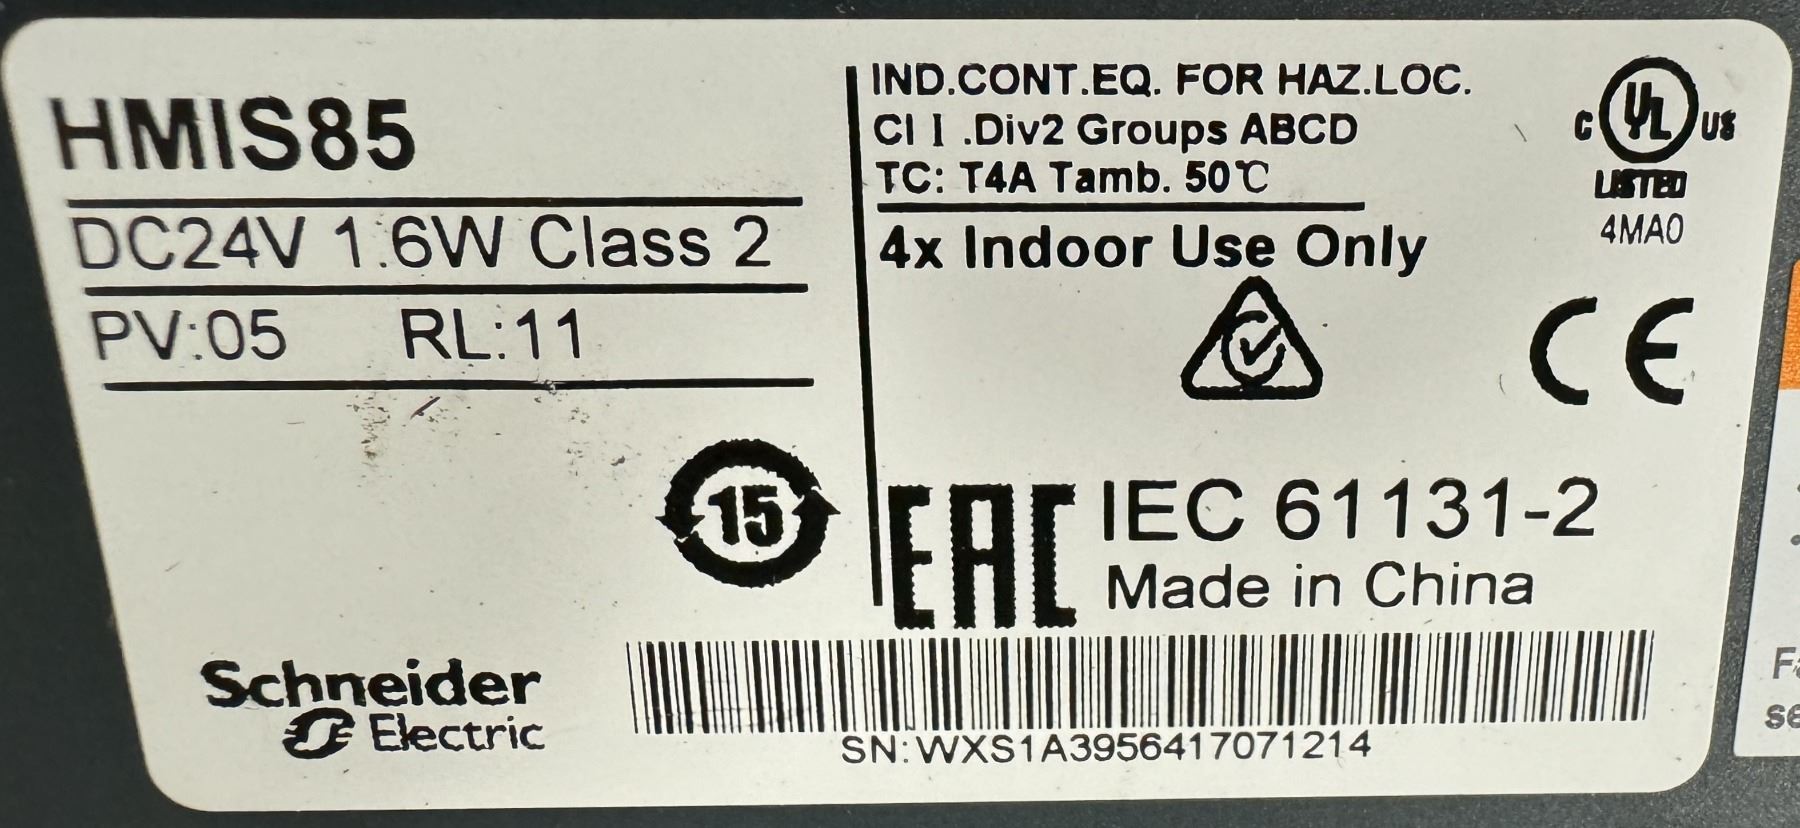 HMIS85
DC24V 1.6W Class 2
PV:05 RL:11
15
Schneider
Electric
IND.CONT.EQ. FOR HAZ.LOC.
Cl I .Div2 Groups ABCD
TC: T4A Tamb. 50℃
4x Indoor Use Only
C UL US
LISTED
4MA0
CE
EAC
IEC 61131-2
Made in China
SN:WXS1A3956417071214